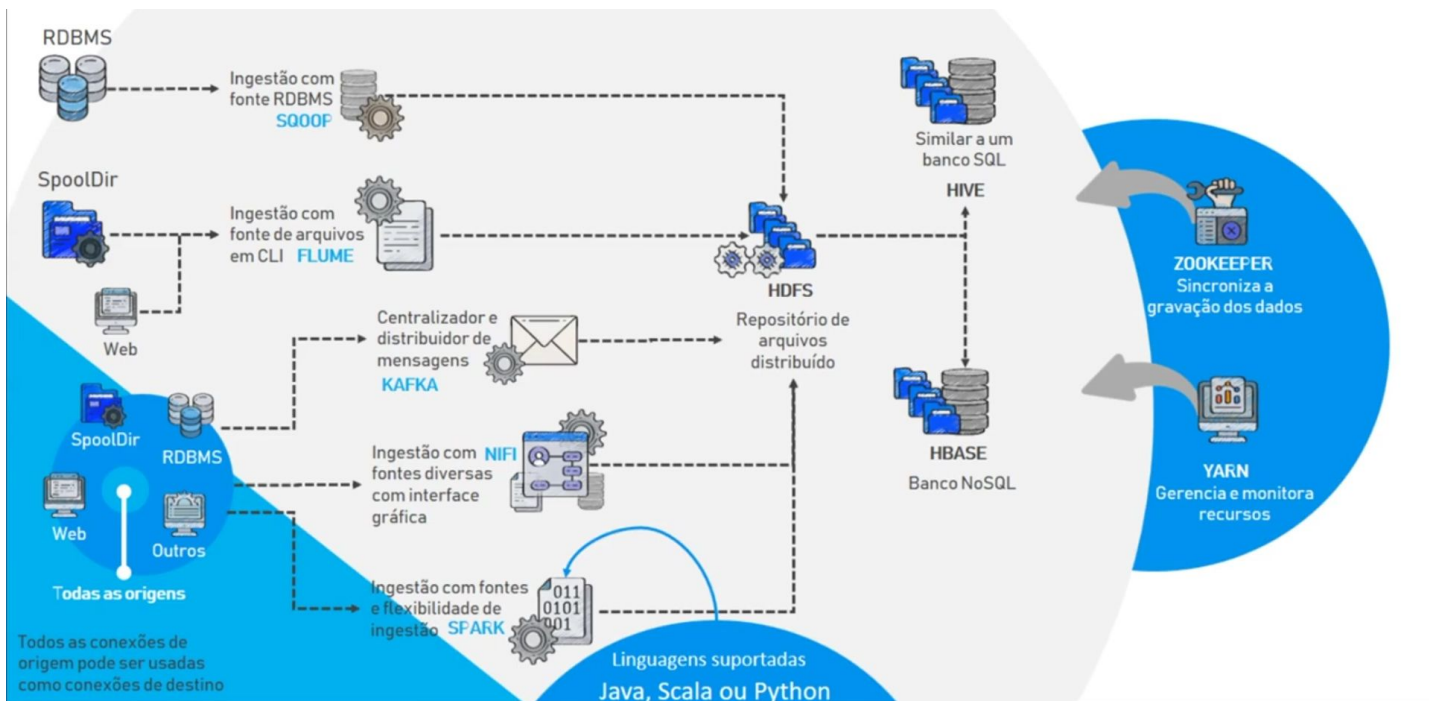 RDBMS
Ingestão com
fonte RDBMS
SQOOP
SpoolDir
Ingestão com
fonte de arquivos
em CLI FLUME
Web
Centralizador e
distribuidor de
mensagens
KAFKA
SpoolDir
RDBMS
Web
Outros
Todas as origens
Ingestão com NIFI
fontes diversas
com interface
gráfica
Ingestão com fontes
e flexibilidade de
ingestão SPARK
011
0101
001
Todos as conexões de
origem pode ser usadas
como conexões de destino
Linguagens suportadas
Java, Scala ou Python
HDFS
Repositório de
arquivos
distribuído
Similar a um
banco SQL
HIVE
HBASE
Banco NoSQL
ZOOKEEPER
Sincroniza a
gravação dos dados
YARN
Gerencia e monitora
recursos